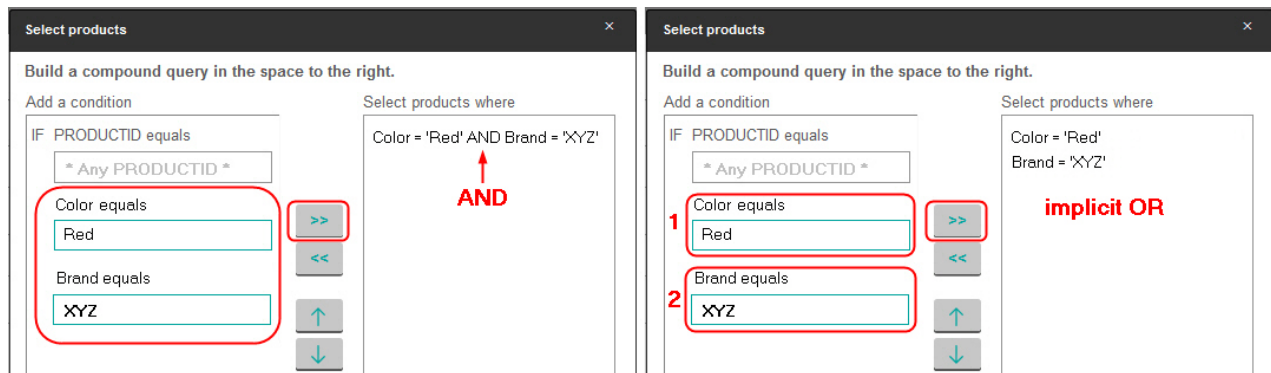 Select products ×
Build a compound query in the space to the right.
Add a condition
Select products where
IF PRODUCTID equals
* Any PRODUCTID *
Color equals
Red
Brand equals
XYZ
>>
<<
↑
↓
Color = 'Red' AND Brand = 'XYZ'
AND
Select products ×
Build a compound query in the space to the right.
Add a condition
Select products where
IF PRODUCTID equals
* Any PRODUCTID *
1
Color equals
Red
2
Brand equals
XYZ
>>
<<
↑
↓
Color = 'Red'
Brand = 'XYZ'
implicit OR